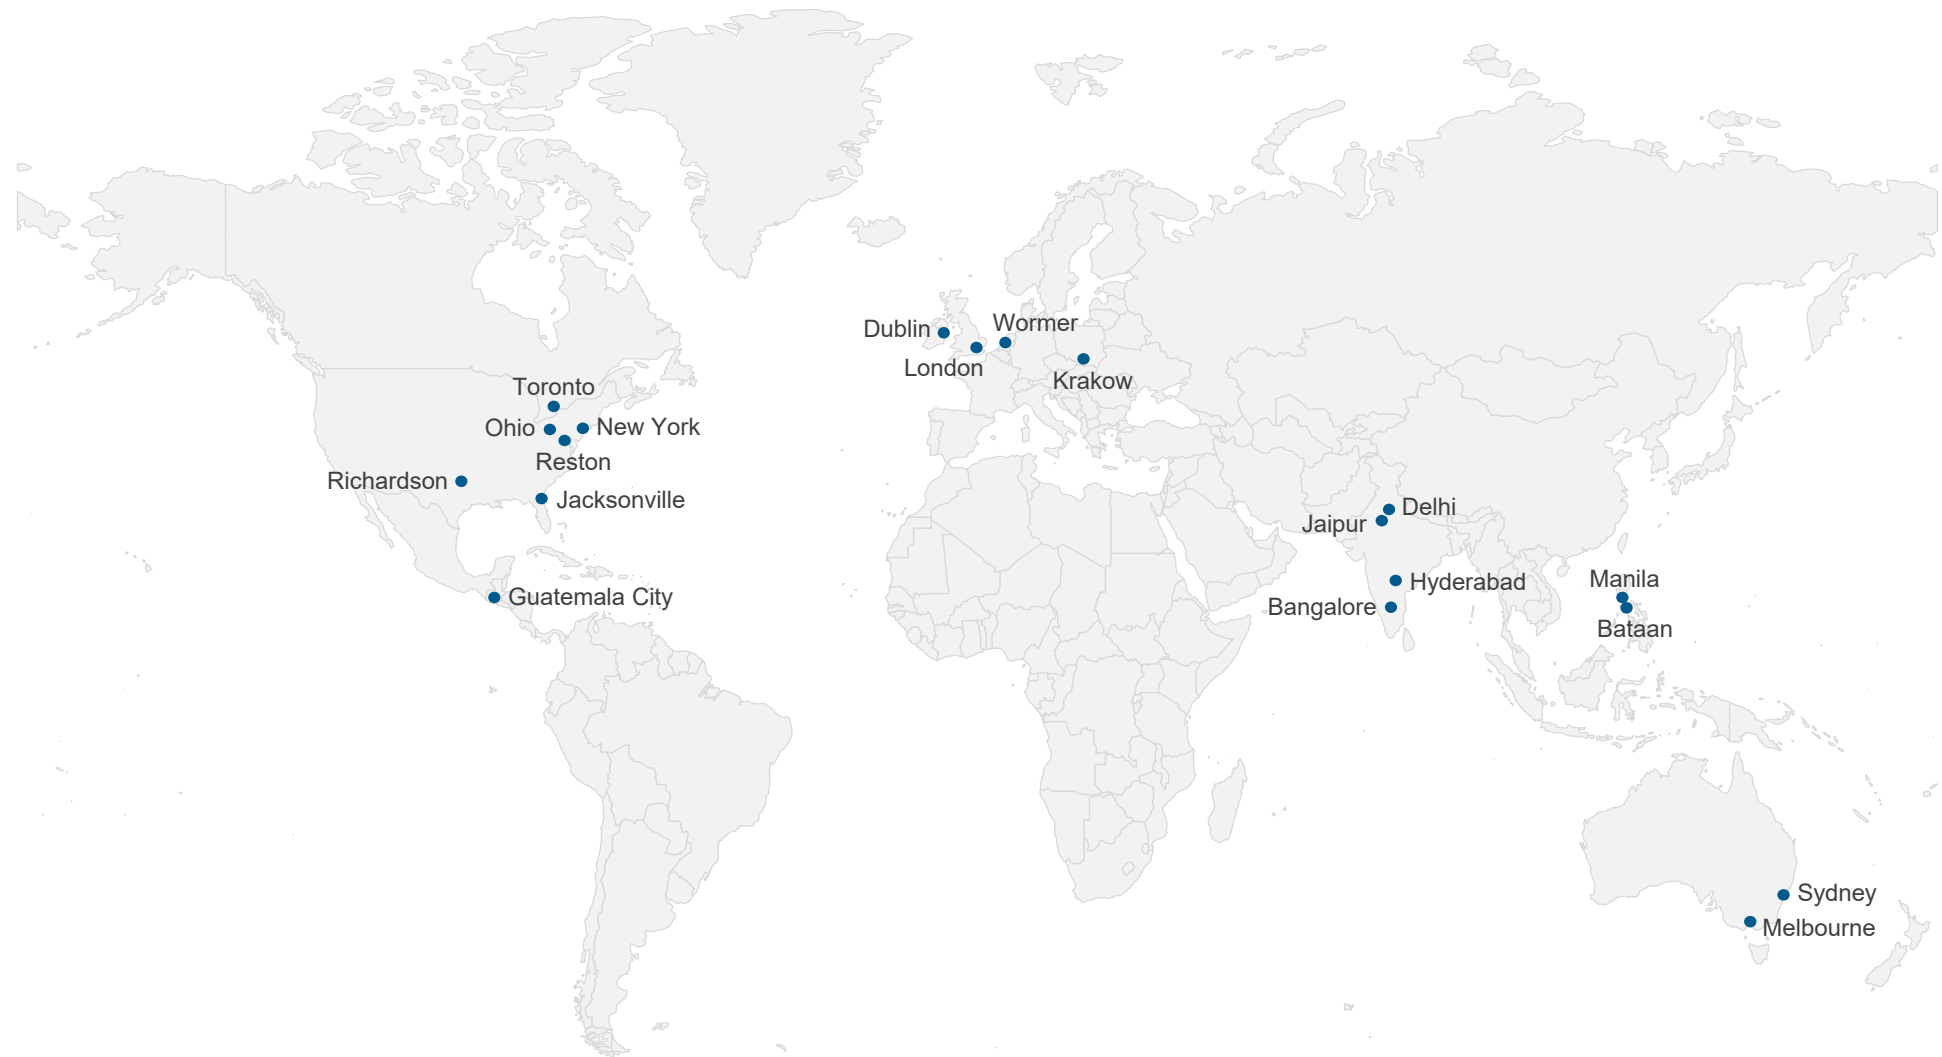 Wormer
Dublin
London
Krakow
Toronto
Ohio
New York
Reston
Richardson
Jacksonville
Delhi
Jaipur
Manila
Hyderabad
Guatemala City
Bangalore
Bataan
Sydney
Melbourne